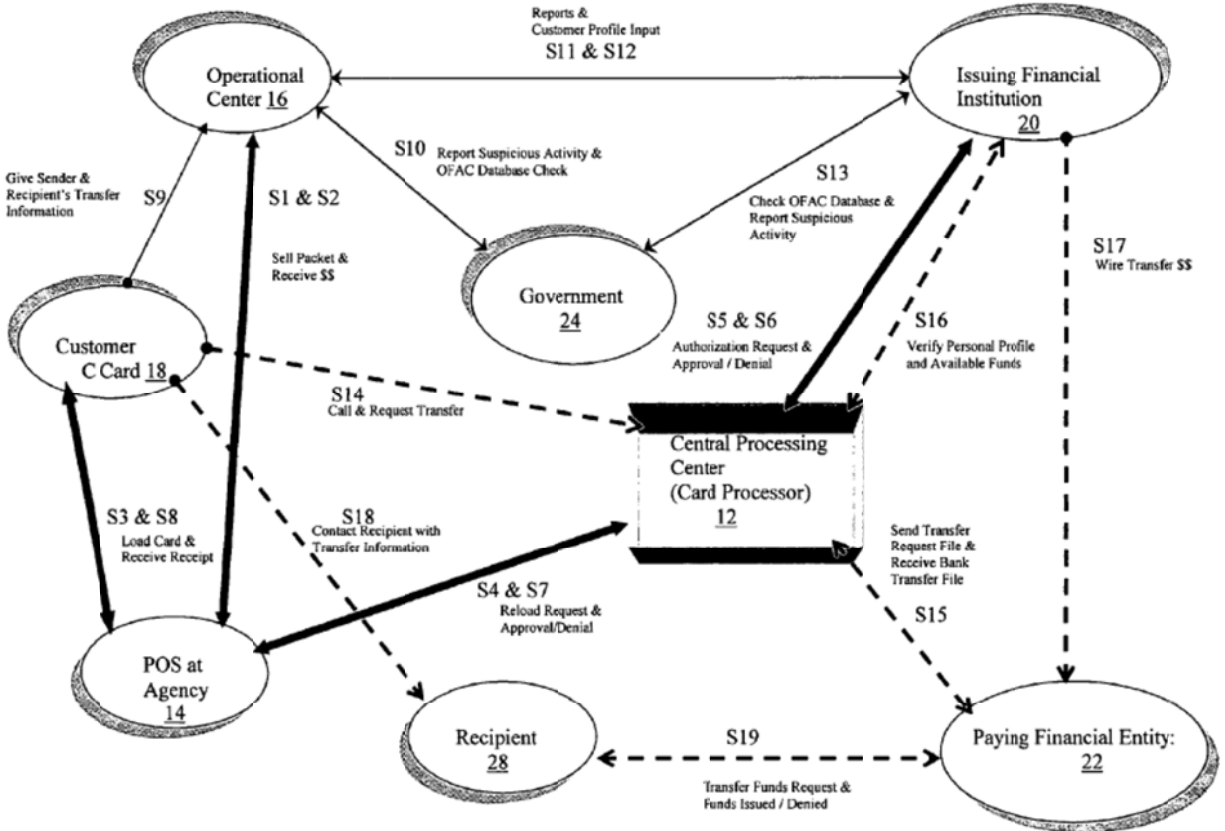 Reports &
Customer Profile Input
S11 & S12
Operational
Center 16
Issuing Financial
Institution
20
S10
Report Suspicious Activity &
OFAC Database Check
S13
Check OFAC Database &
Report Suspicious
Activity
Give Sender &
Recipient's Transfer
Information
S9
S1 & S2
Sell Packet &
Receive $$
S17
Wire Transfer $$
Government
24
Customer
C Card 18
S5 & S6
Authorization Request &
Approval / Denial
S16
Verify Personal Profile
and Available Funds
S14
Call & Request Transfer
Central Processing
Center
(Card Processor)
12
S3 & S8
Load Card &
Receive Receipt
S18
Contact Recipient with
Transfer Information
Send Transfer
Request File &
Receive Bank
Transfer File
S15
S4 & S7
Reload Request &
Approval/Denial
POS at
Agency
14
Recipient
28
S19
Transfer Funds Request &
Funds Issued / Denied
Paying Financial Entity:
22